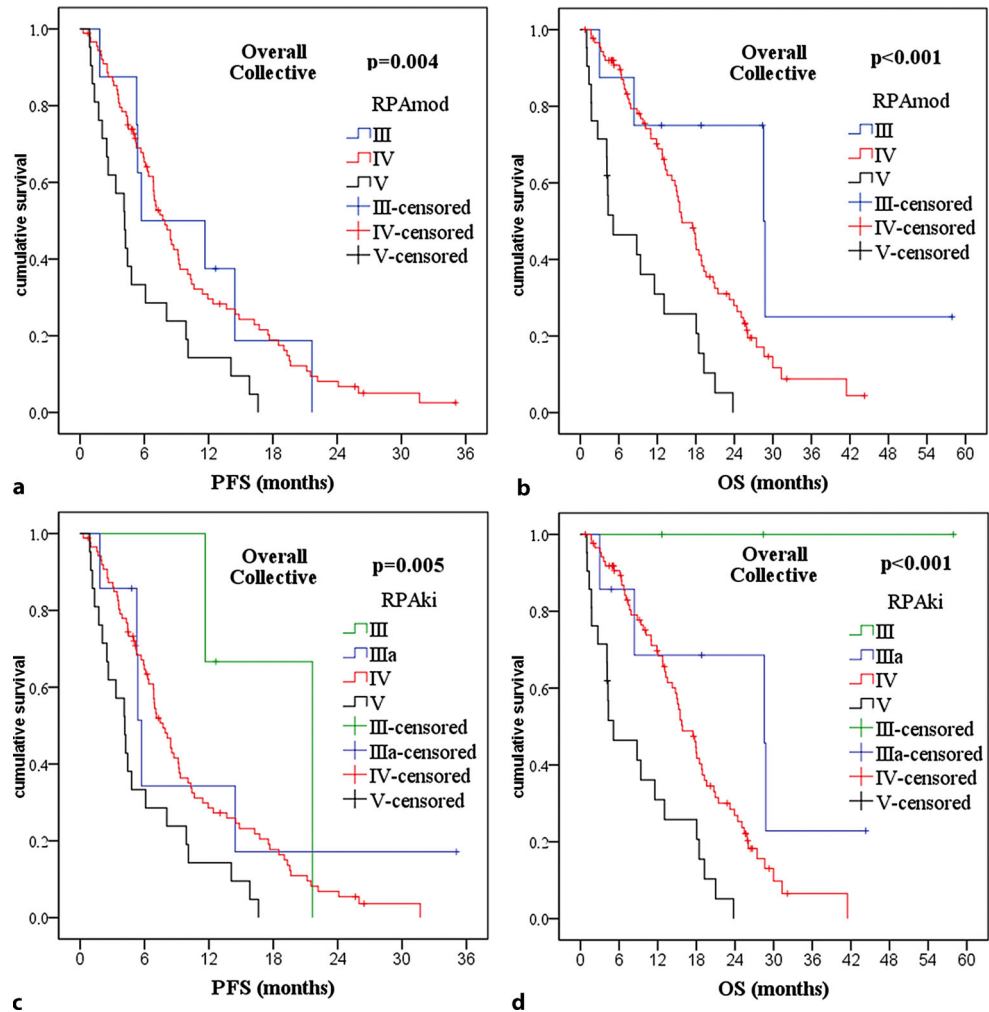 1.0
0.8
0.6
0.4
0.2
0.0
cumulative survival
Overall
Collective
p=0.004
RPAmod
III
IV
V
III-censored
IV-censored
V-censored
0 6 12 18 24 30 36
PFS (months)
a
1.0
0.8
0.6
0.4
0.2
0.0
cumulative survival
Overall
Collective
p<0.001
RPAmod
III
IV
V
III-censored
IV-censored
V-censored
0 6 12 18 24 30 36 42 48 54 60
OS (months)
b
1.0
0.8
0.6
0.4
0.2
0.0
cumulative survival
Overall
Collective
p=0.005
RPAki
III
IIIa
IV
V
III-censored
IIIa-censored
IV-censored
V-censored
0 6 12 18 24 30 36
PFS (months)
c
1.0
0.8
0.6
0.4
0.2
0.0
cumulative survival
Overall
Collective
p<0.001
RPAki
III
IIIa
IV
V
III-censored
IIIa-censored
IV-censored
V-censored
0 6 12 18 24 30 36 42 48 54 60
OS (months)
d